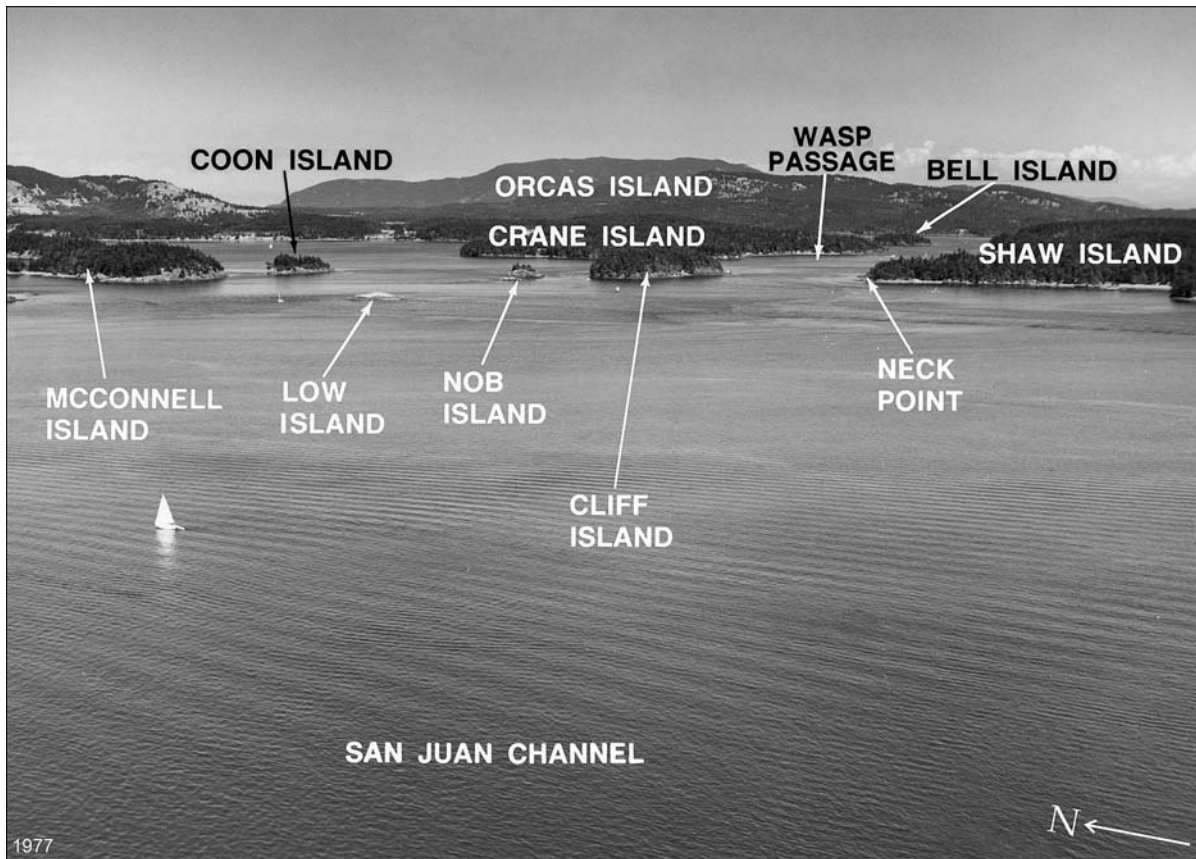 COON ISLAND
WASP
PASSAGE
BELL ISLAND
ORCAS ISLAND
CRANE ISLAND
SHAW ISLAND
MCCONNELL
ISLAND
LOW
ISLAND
NOB
ISLAND
CLIFF
ISLAND
NECK
POINT
SAN JUAN CHANNEL
N
1977